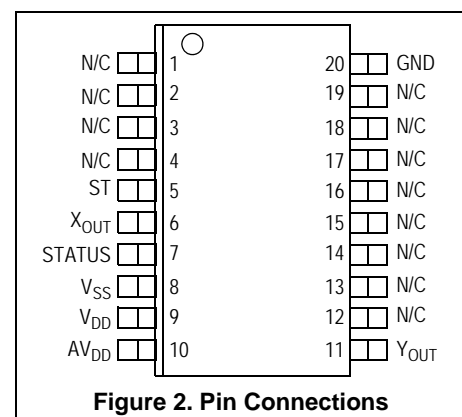 N/C 1 20 GND
N/C 2 19 N/C
N/C 3 18 N/C
N/C 4 17 N/C
ST 5 16 N/C
XOUT 6 15 N/C
STATUS 7 14 N/C
VSS 8 13 N/C
VDD 9 12 N/C
AVDD 10 11 YOUT
Figure 2. Pin Connections